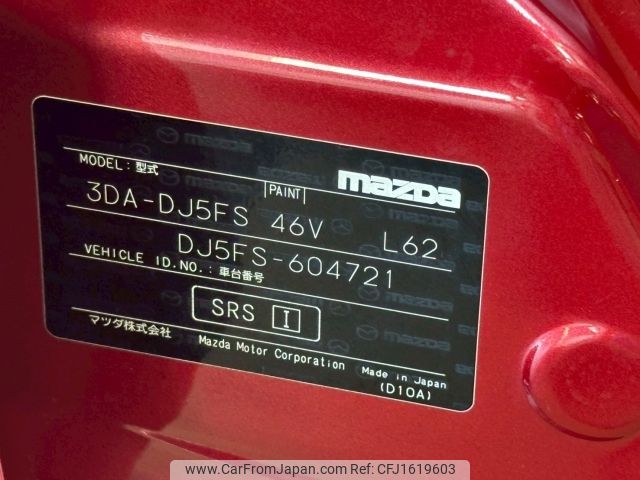 mazda
MODEL: 型式
PAINT
3DA-DJ5FS 46V L62
DJ5FS-604721
VEHICLE ID.NO.: 車台番号
SRS I
マツダ株式会社
Mazda Motor Corporation
Made in Japan
(D10A)
www.CarFromJapan.com REF: CFJ1619603